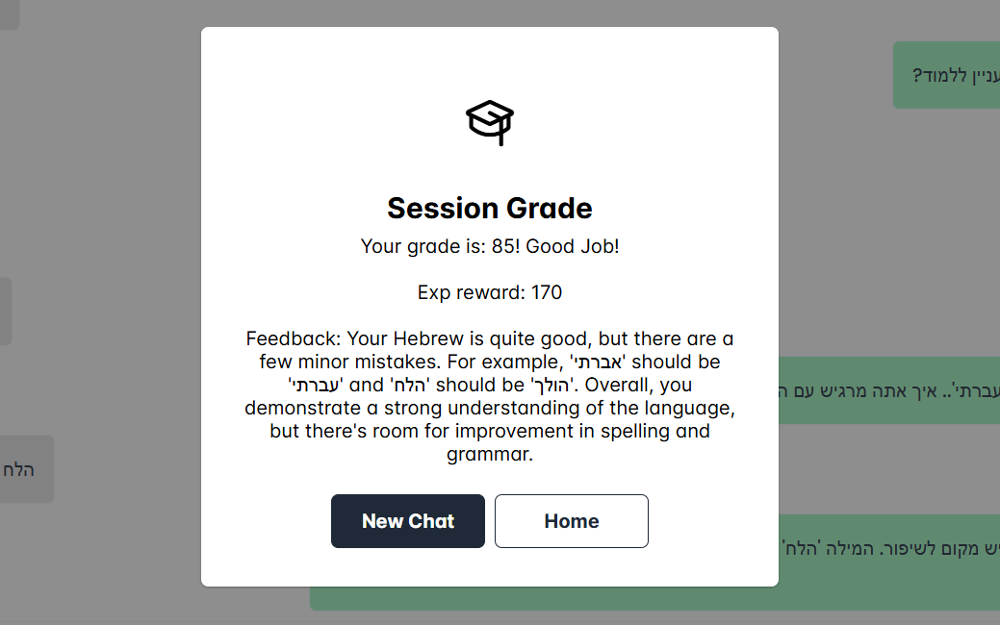 עניין ללמוד?
Session Grade
Your grade is: 85! Good Job!
Exp reward: 170
Feedback: Your Hebrew is quite good, but there are a
few minor mistakes. For example, 'אברתי' should be
'עברתי' and 'הלח' should be 'הולך'. Overall, you
demonstrate a strong understanding of the language,
but there's room for improvement in spelling and
grammar.
עברתי'.. איך אתה מרגיש עם ה
הלח
New Chat
Home
יש מקום לשיפור. המילה 'הלח'